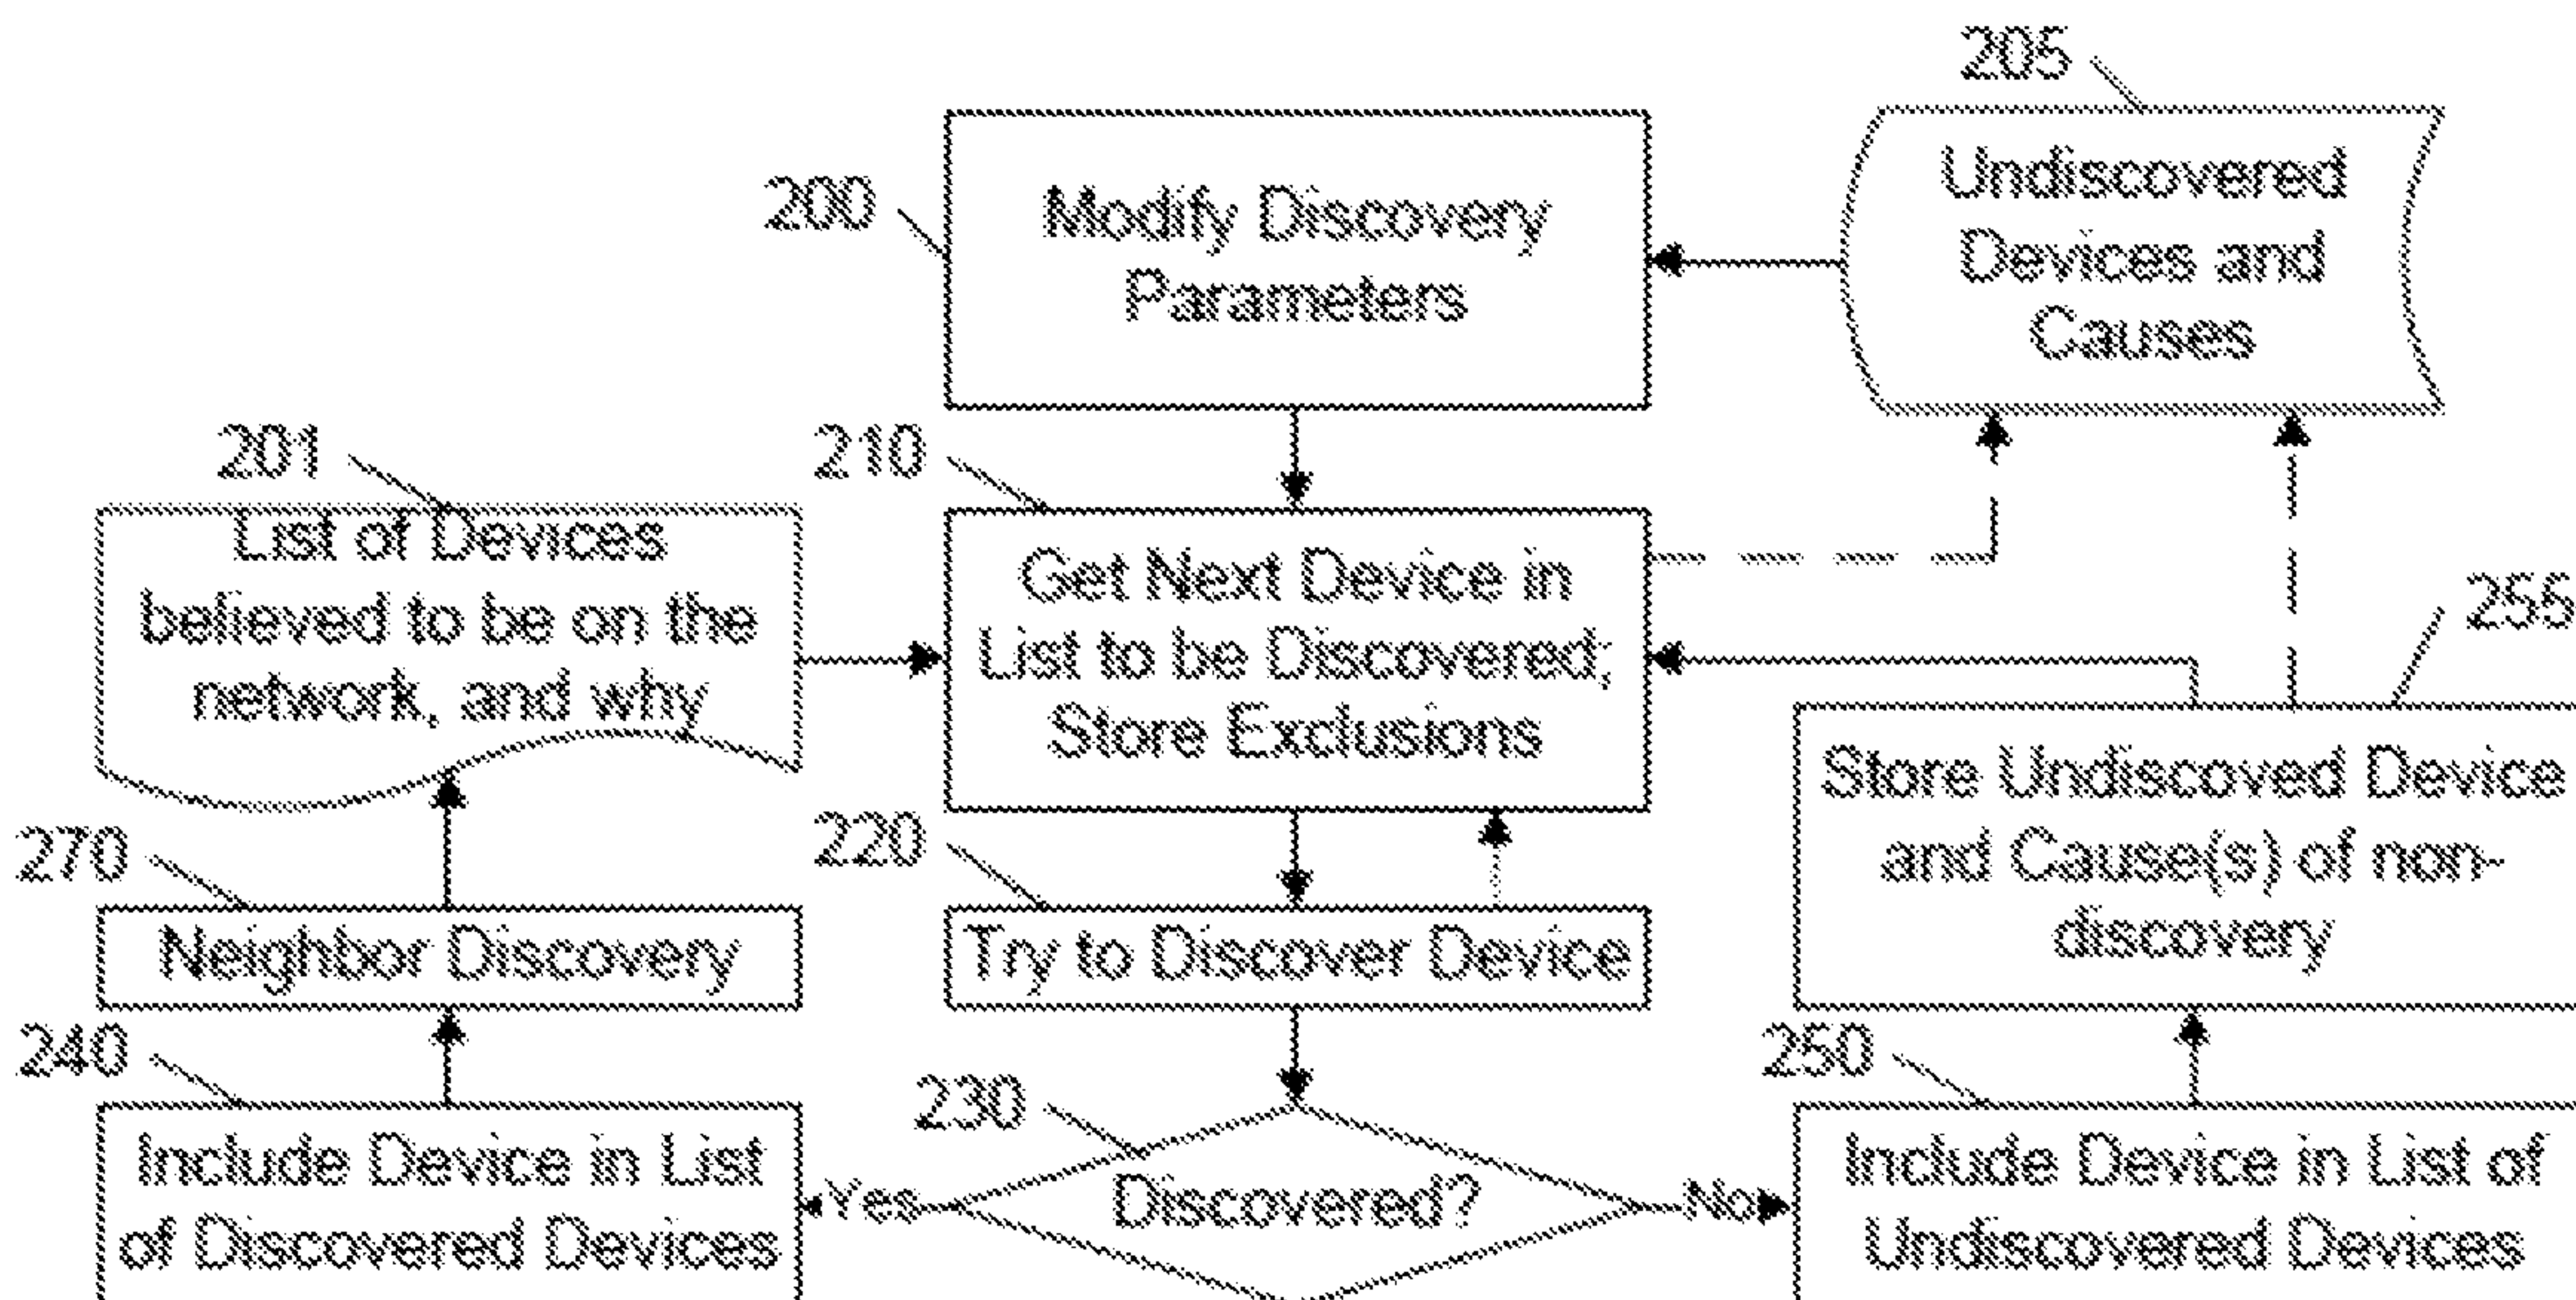 205
Undiscovered
Devices and
Causes
200
Modify Discovery
Parameters
201
List of Devices
believed to be on the
network, and why
210
Get Next Device in
List to be Discovered;
Store Exclusions
255
Store Undiscoved Device
and Cause(s) of non-
discovery
270
Neighbor Discovery
220
Try to Discover Device
240
Include Device in List
of Discovered Devices
230
Discovered?
Yes
No
250
Include Device in List of
Undiscovered Devices